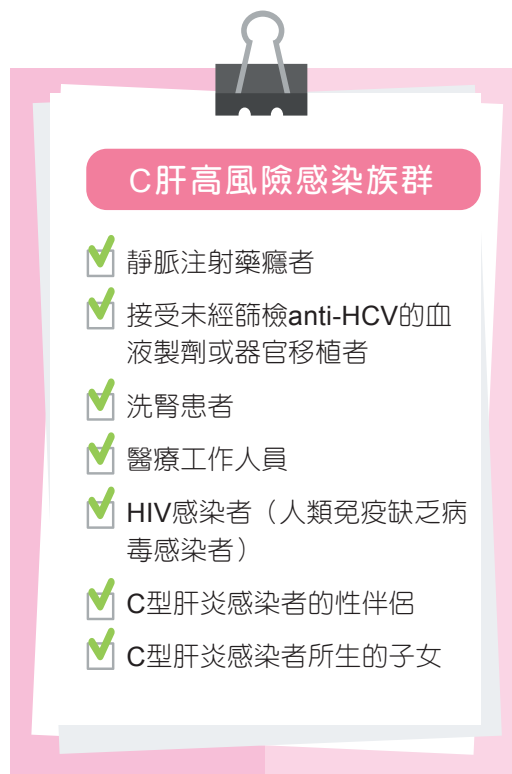 C肝高風險感染族群
靜脈注射藥癮者
接受未經篩檢anti-HCV的血
液製劑或器官移植者
洗腎患者
醫療工作人員
HIV感染者（人類免疫缺乏病
毒感染者）
C型肝炎感染者的性伴侶
C型肝炎感染者所生的子女